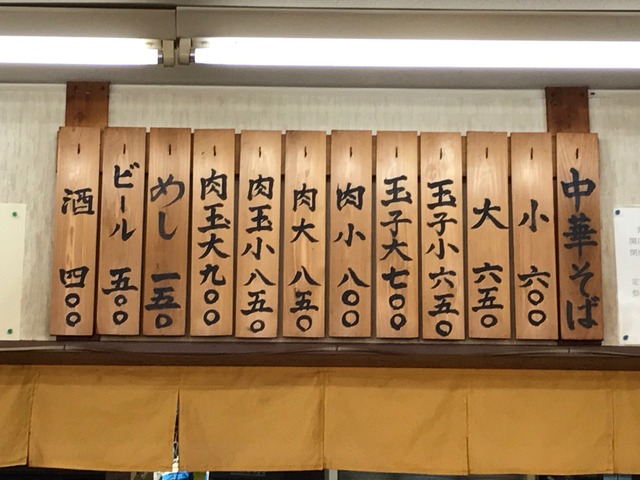 中華そば
小 六〇〇
大 六五〇
玉子小 六五〇
玉子大 七〇〇
肉小 八〇〇
肉大 八五〇
肉玉小 八五〇
肉玉大 九〇〇
めし 一五〇
ビール 五〇〇
酒 四〇〇